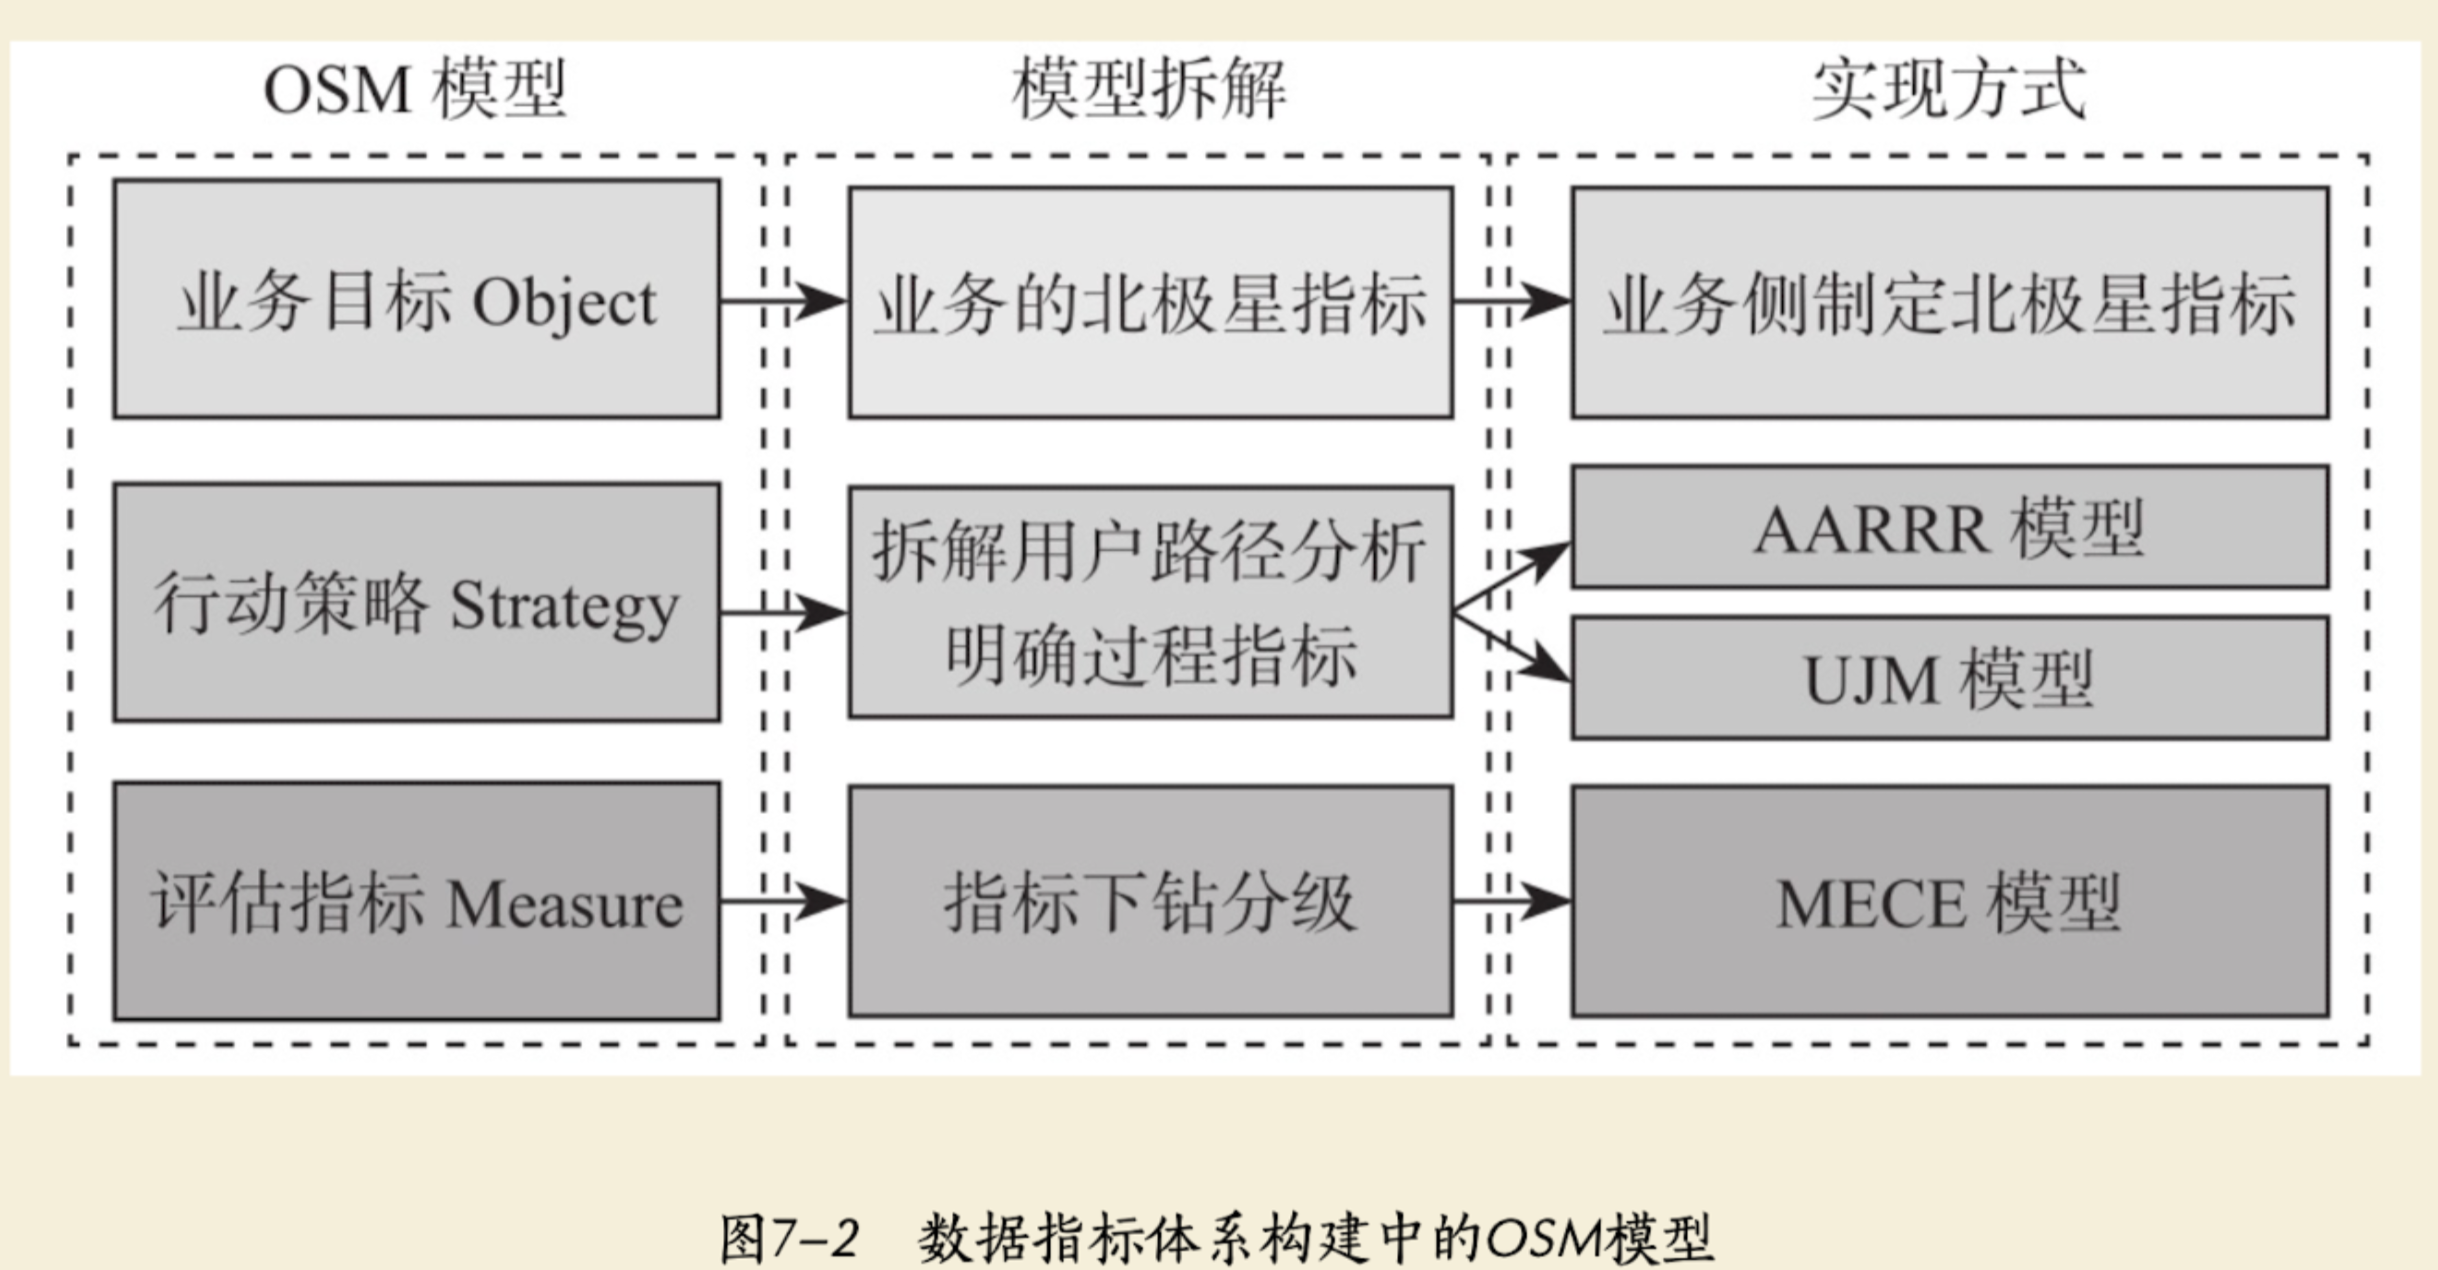 OSM 模型
模型拆解
实现方式
业务目标 Object
业务的北极星指标
业务侧制定北极星指标
行动策略 Strategy
拆解用户路径分析
明确过程指标
AARRR 模型
UJM 模型
评估指标 Measure
指标下钻分级
MECE 模型
图7-2 数据指标体系构建中的OSM模型